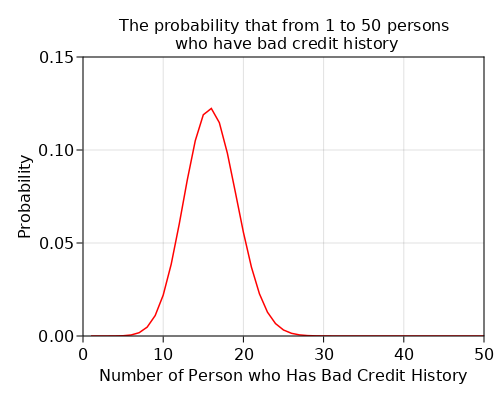 The probability that from 1 to 50 persons
who have bad credit history
0.15
0.10
0.05
0.00
Probability
0
10
20
30
40
50
Number of Person who Has Bad Credit History